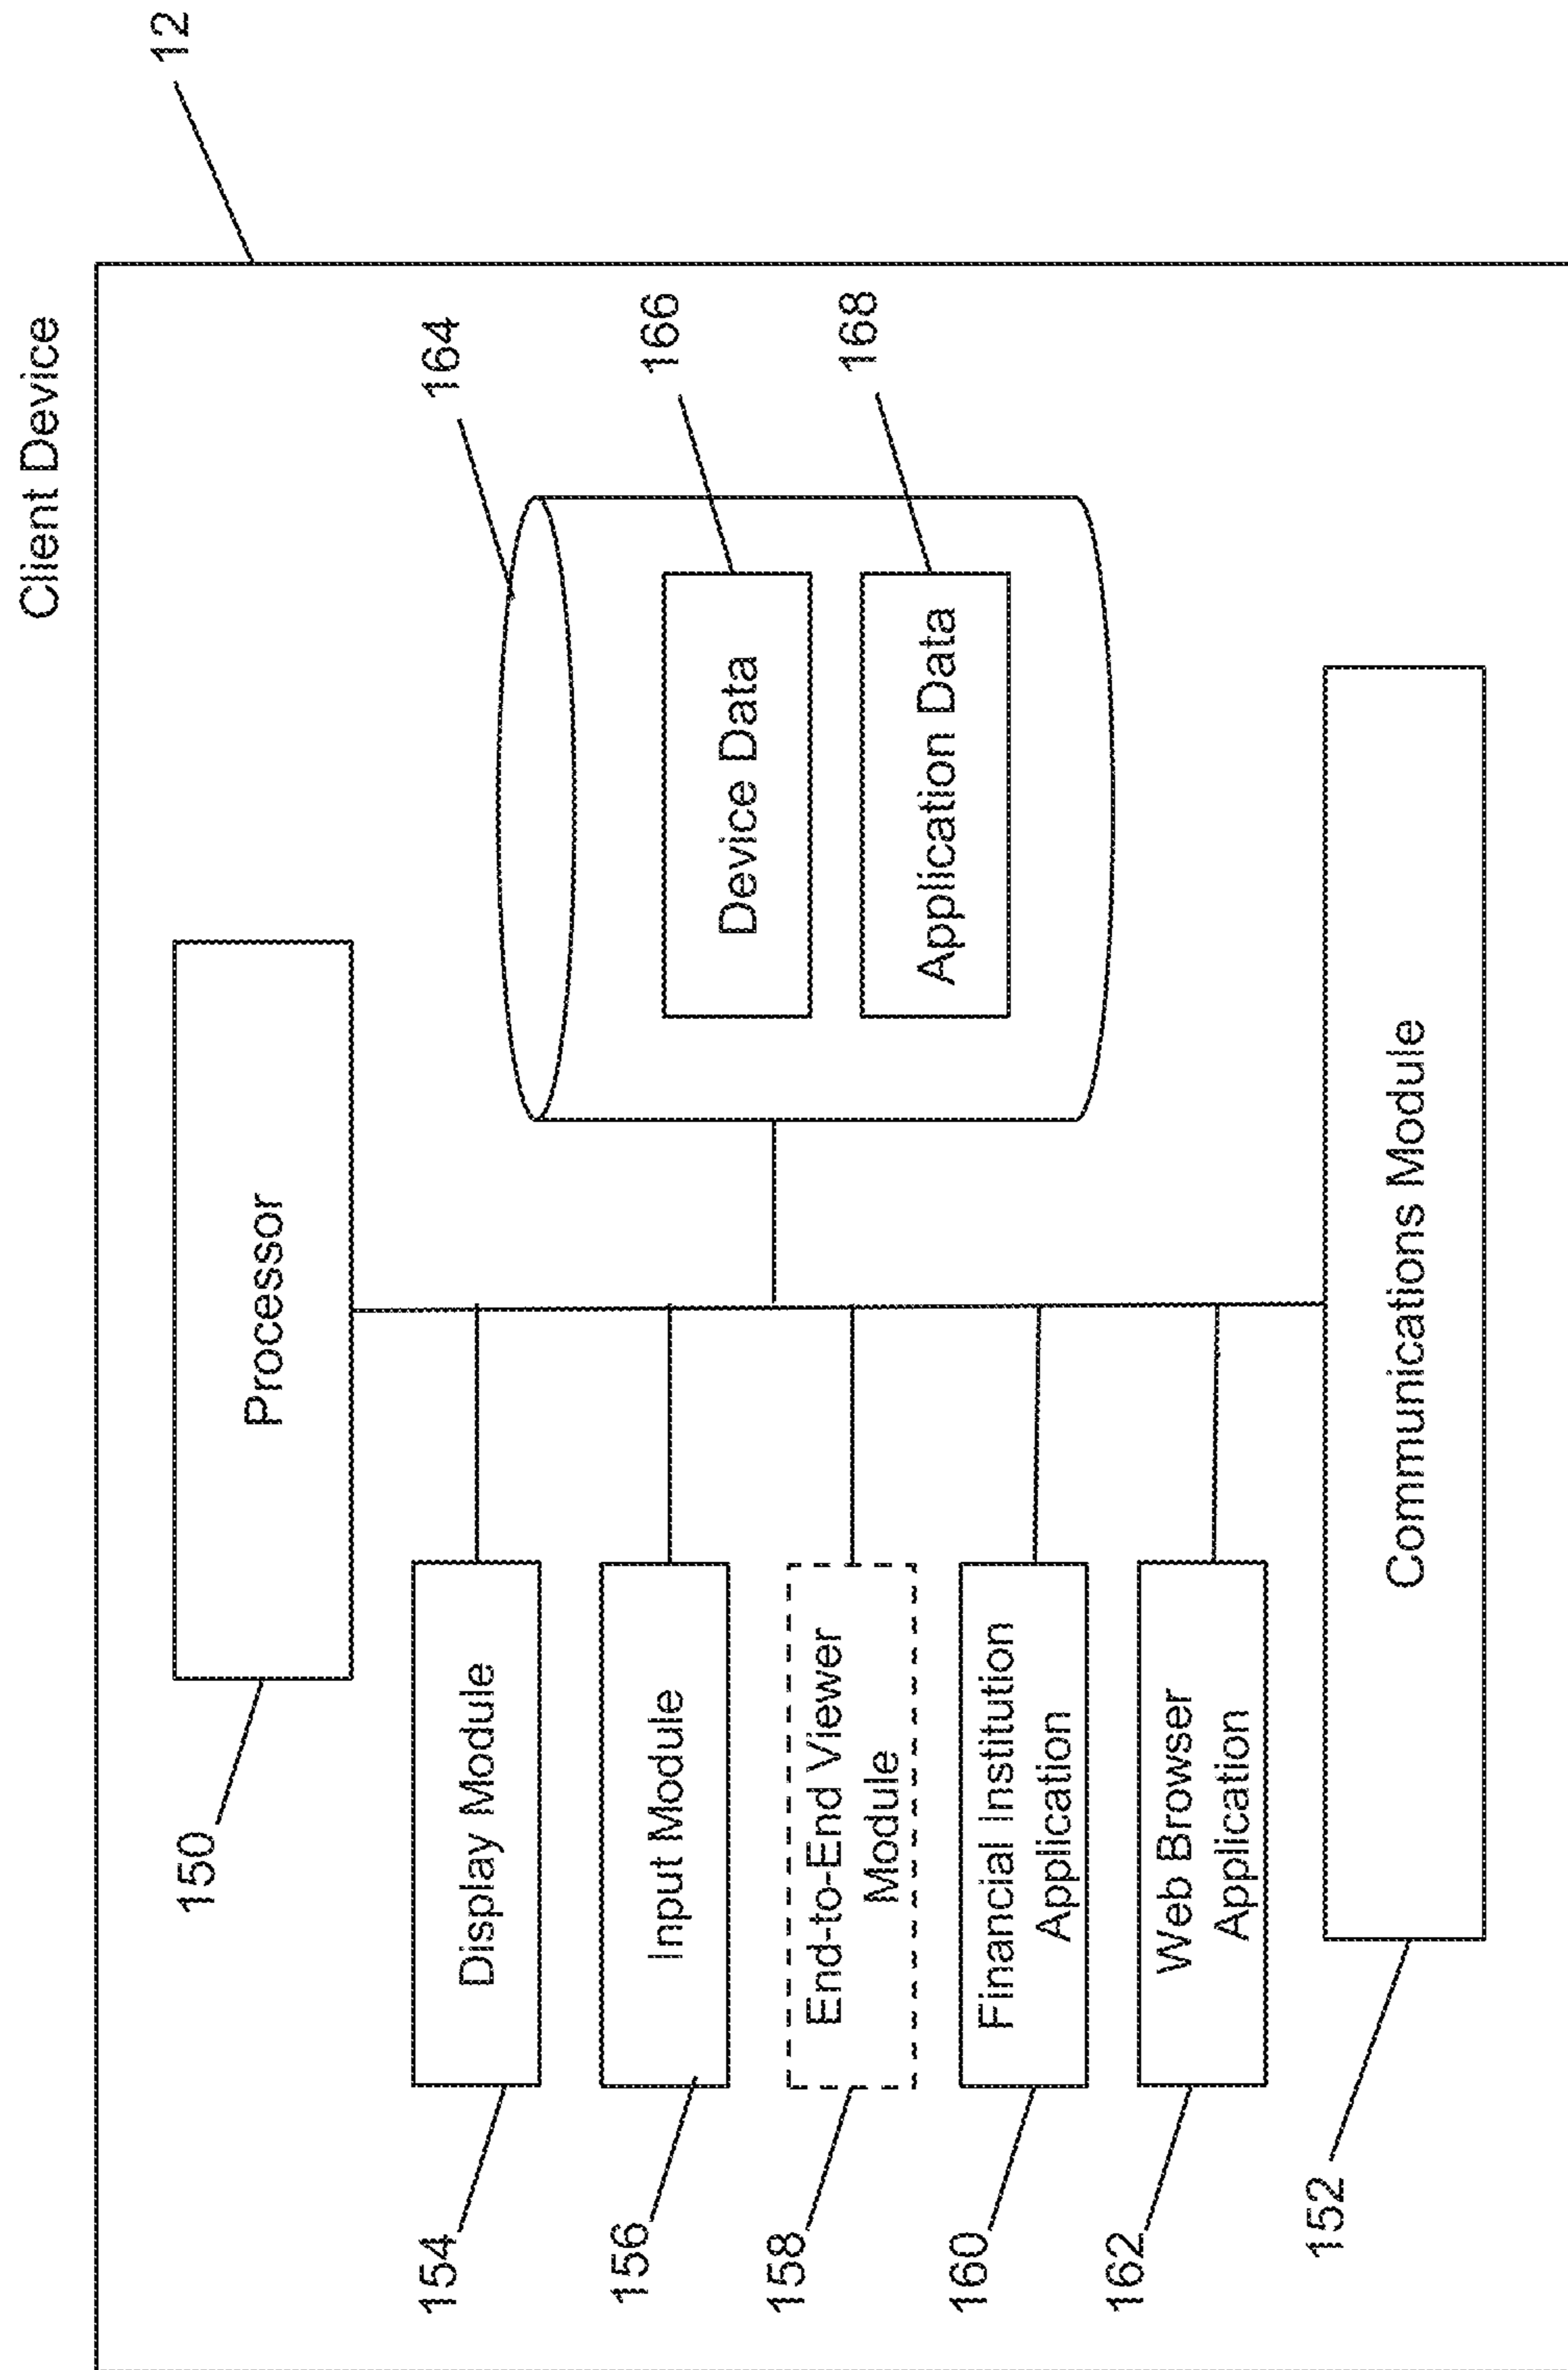 Client Device
12
Processor
150
164
166
168
Device Data
Application Data
154
Display Module
156
Input Module
158
End-to-End Viewer
Module
160
Financial Institution
Application
162
Web Browser
Application
152
Communications Module